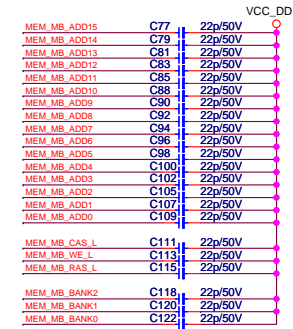 VCC_DD
MEM_MB_ADD15 C77 22p/50V
MEM_MB_ADD14 C79 22p/50V
MEM_MB_ADD13 C81 22p/50V
MEM_MB_ADD12 C83 22p/50V
MEM_MB_ADD11 C85 22p/50V
MEM_MB_ADD10 C88 22p/50V
MEM_MB_ADD9 C90 22p/50V
MEM_MB_ADD8 C92 22p/50V
MEM_MB_ADD7 C94 22p/50V
MEM_MB_ADD6 C96 22p/50V
MEM_MB_ADD5 C98 22p/50V
MEM_MB_ADD4 C100 22p/50V
MEM_MB_ADD3 C102 22p/50V
MEM_MB_ADD2 C105 22p/50V
MEM_MB_ADD1 C107 22p/50V
MEM_MB_ADD0 C109 22p/50V
MEM_MB_CAS_L C111 22p/50V
MEM_MB_WE_L C113 22p/50V
MEM_MB_RAS_L C115 22p/50V
MEM_MB_BANK2 C118 22p/50V
MEM_MB_BANK1 C120 22p/50V
MEM_MB_BANK0 C122 22p/50V